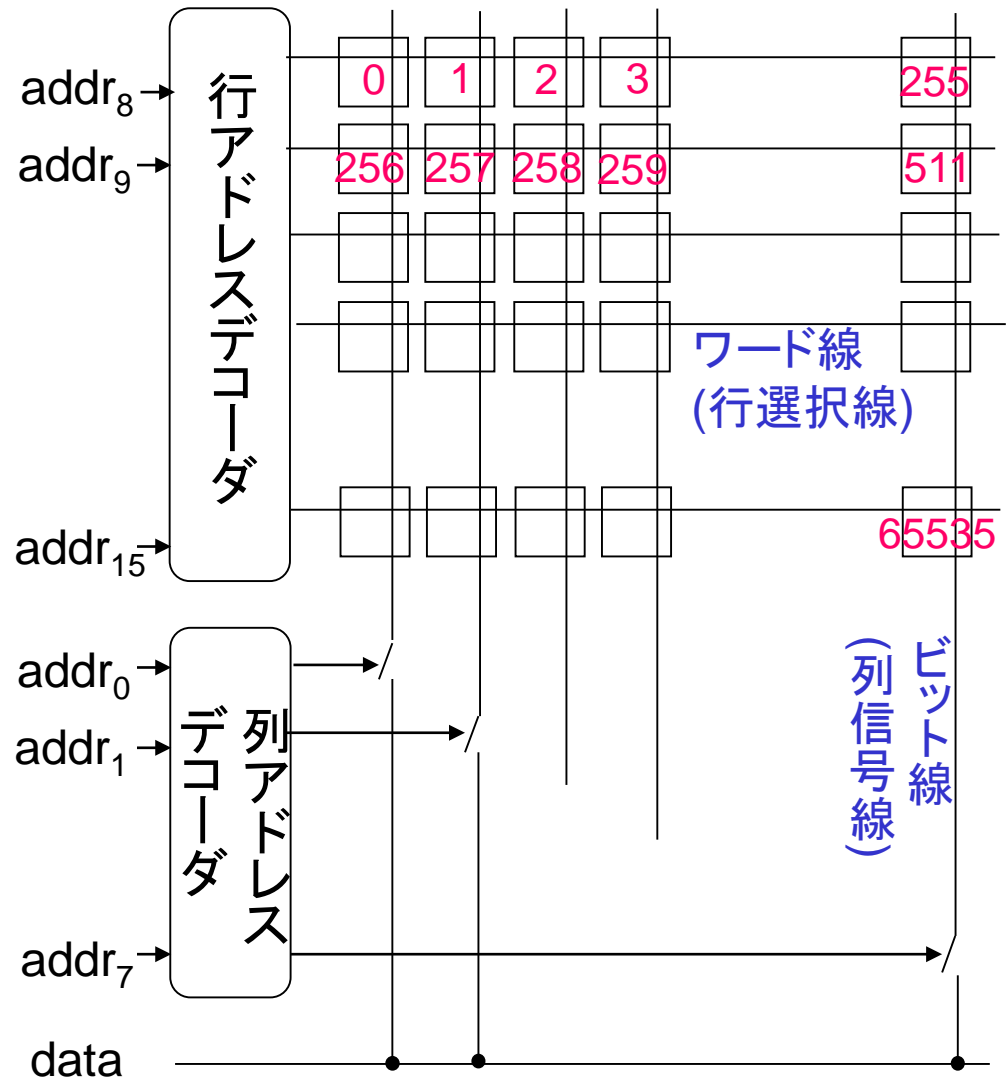 addr₈
addr₉
addr₁₅
行アドレスデコーダ
0 1 2 3 255
256 257 258 259 511
ワード線
(行選択線)
65535
addr₀
addr₁
addr₇
列アドレス
デコーダ
ビット線
(列信号線)
data